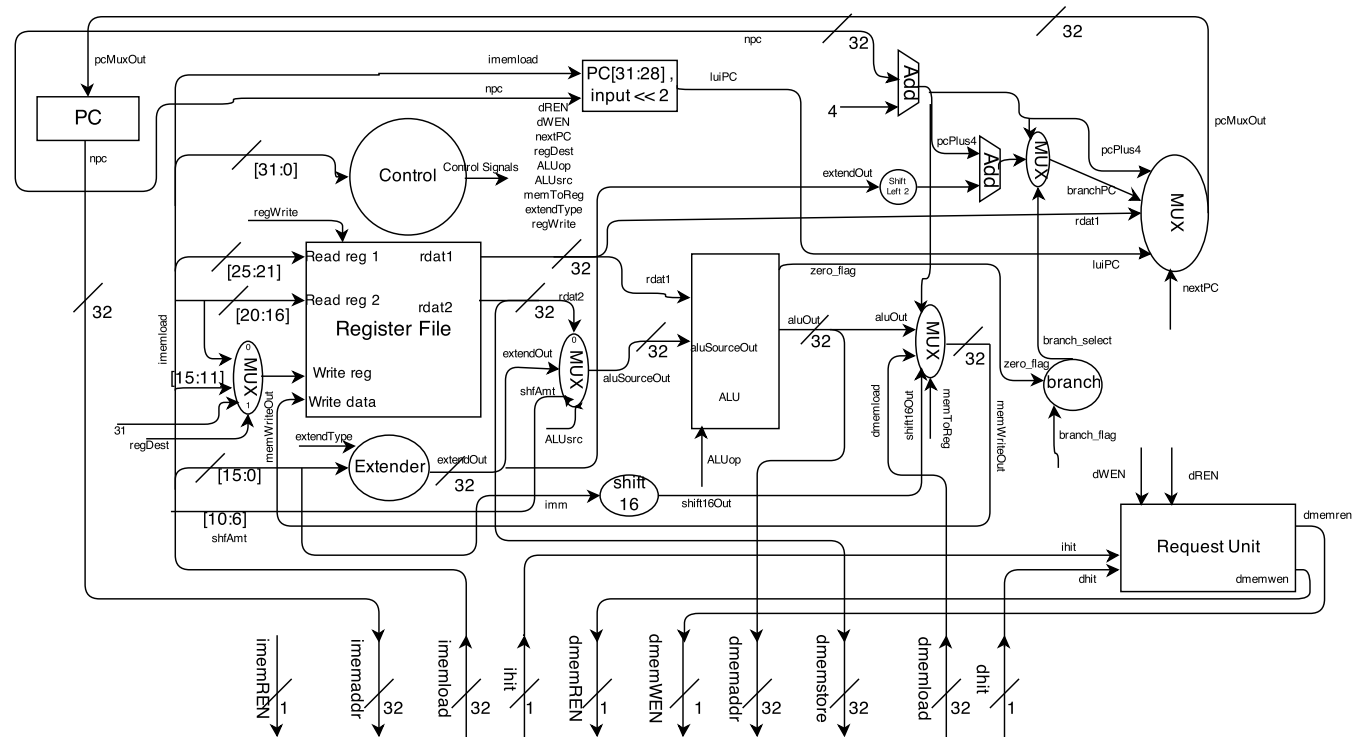 32
32
npc
pcMuxOut
imemload
PC[31:28] ,
input << 2
luiPC
Add
npc
4
PC
npc
dREN
dWEN
nextPC
regDest
ALUop
ALUsrc
memToReg
extendType
regWrite
pcMuxOut
Control
Control Signals
[31:0]
pcPlus4
Add
MUX
pcPlus4
extendOut
Shift
Left 2
branchPC
MUX
rdat1
regWrite
Read reg 1
rdat1
[25:21]
32
luiPC
zero_flag
nextPC
rdat1
Read reg 2
rdat2
rdat2
[20:16]
32
32
Register File
aluOut
32
aluOut
MUX
32
imemload
0
MUX
1
0
MUX
extendOut
32
aluSourceOut
aluSourceOut
branch_select
zero_flag
branch
[15:11]
Write reg
Write data
shfAmt
ALU
dmemload
shift16Out
memToReg
memWriteOut
memWriteOut
31
regDest
extendType
ALUsrc
branch_flag
Extender
extendOut
32
ALUop
[15:0]
dWEN
dREN
shift
16
imm
shift16Out
[10:6]
shfAmt
dmemren
Request Unit
ihit
dhit
dmemwen
imemREN
1
imemaddr
32
imemload
32
ihit
1
dmemREN
1
dmemWEN
1
dmemaddr
32
dmemstore
32
dmemload
32
dhit
1